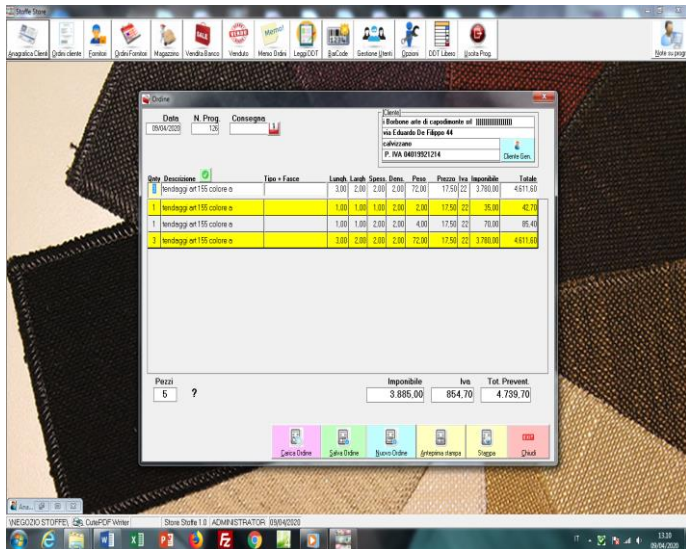 Stoffe Store
Anagrafica Clienti Ordini cliente Fornitori Ordini Fornitori Magazzino Vendita Banco Venduto Memo Ordini Leggi DDT BarCode Gestione Utenti Opzioni DDT Libero Uscita Prog. Note su progr
Ordine
Data N. Prog. Consegna
09/04/2020 126
[Cliente]
i Borbone arte di capodimonte srl
via Eduardo De Filippo 44
calvizzano
P. IVA 04019921214
Cliente Gen.
Qnty Descrizione Tipo + Fasce Lungh. Largh Spess. Dens. Peso Prezzo Iva Imponibile Totale
3 tendaggi art 155 colore a 3,00 2,00 2,00 2,00 72,00 17,50 22 3.780,00 4.611,60
1 tendaggi art 155 colore a 1,00 1,00 1,00 2,00 2,00 17,50 22 35,00 42,70
1 tendaggi art 155 colore a 1,00 1,00 2,00 2,00 4,00 17,50 22 70,00 85,40
3 tendaggi art 155 colore a 3,00 2,00 2,00 2,00 72,00 17,50 22 3.780,00 4.611,60
Pezzi Imponibile Iva Tot. Prevent.
5 ? 3.885,00 854,70 4.739,70
Carica Ordine Salva Ordine Nuovo Ordine Anteprima stampa Stampa Chiudi
EXIT
Ana...
\NEGOZIO STOFFE\ CutePDF Writer Store Stoffe 1.0 ADMINISTRATOR 09/04/2020
IT 13.10
09/04/2020